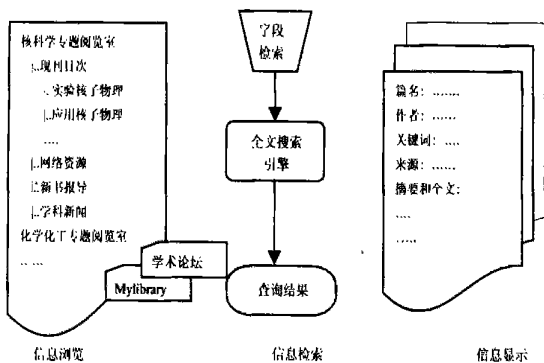 核科学专题阅览室
现刊目次
实验核子物理
应用核子物理
....
网络资源
新书报导
学科新闻
化学化工专题阅览室
... ...
学术论坛
Mylibrary
信息浏览
字段
检索
全文搜索
引擎
查询结果
信息检索
篇名: ……
作者: ……
关键词: ....
来源: ……
摘要和全文:
....
.....
信息显示